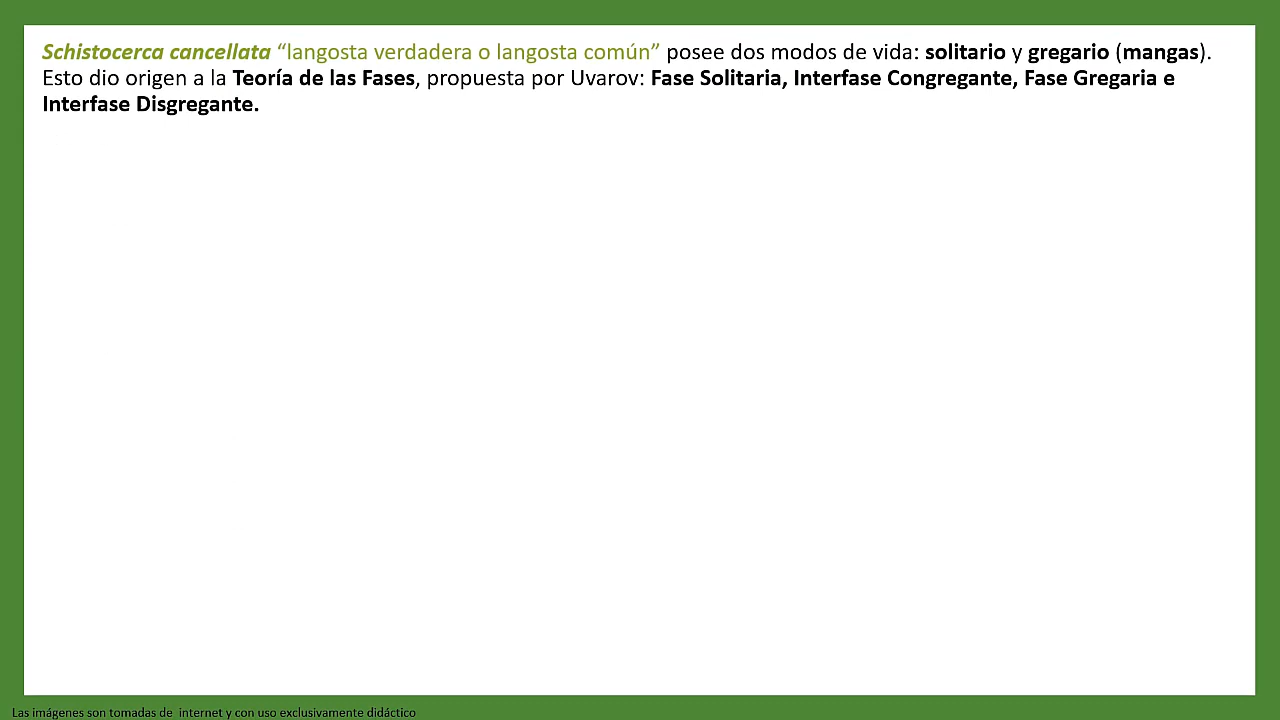 Schistocerca cancellata “langosta verdadera o langosta común” posee dos modos de vida: solitario y gregario (mangas).
Esto dio origen a la Teoría de las Fases, propuesta por Uvarov: Fase Solitaria, Interfase Congregante, Fase Gregaria e
Interfase Disgregante.
Las imágenes son tomadas de internet y con uso exclusivamente didáctico